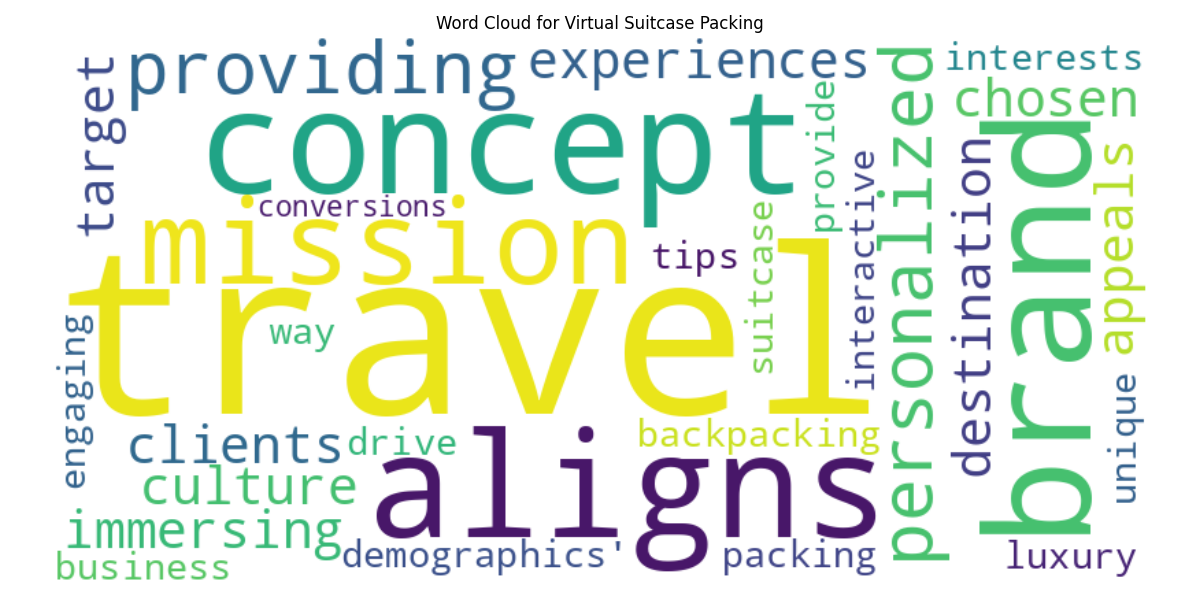 Word Cloud for Virtual Suitcase Packing
providing
experiences
interests
target
concept
provide
personalized
chosen
conversions
mission
tips
suitcase
interactive
destination
brand
appeals
travel
way
engaging
clients
drive
backpacking
unique
culture
aligns
immersing
demographics'
packing
luxury
business